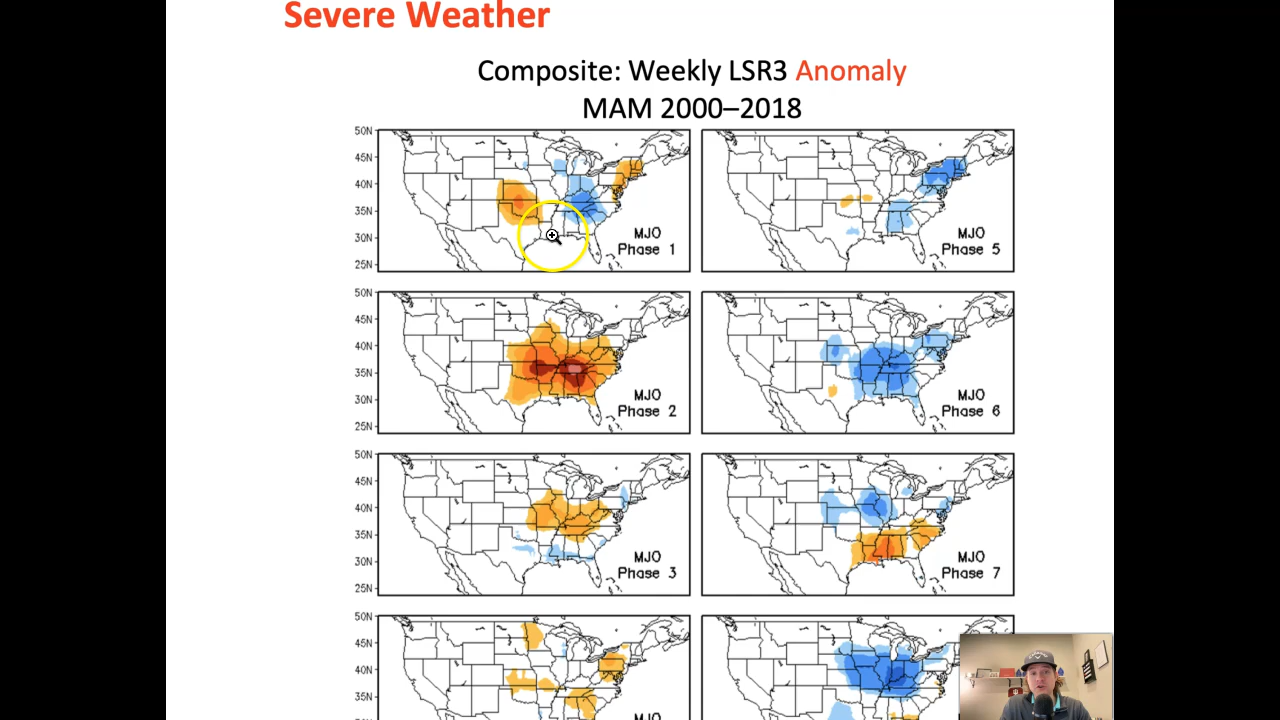 Severe Weather
Composite: Weekly LSR3 Anomaly
MAM 2000–2018
50N
45N
40N
35N
30N
25N
MJO
Phase 1
MJO
Phase 5
50N
45N
40N
35N
30N
25N
MJO
Phase 2
MJO
Phase 6
50N
45N
40N
35N
30N
25N
MJO
Phase 3
MJO
Phase 7
50N
45N
40N
35N
MJO